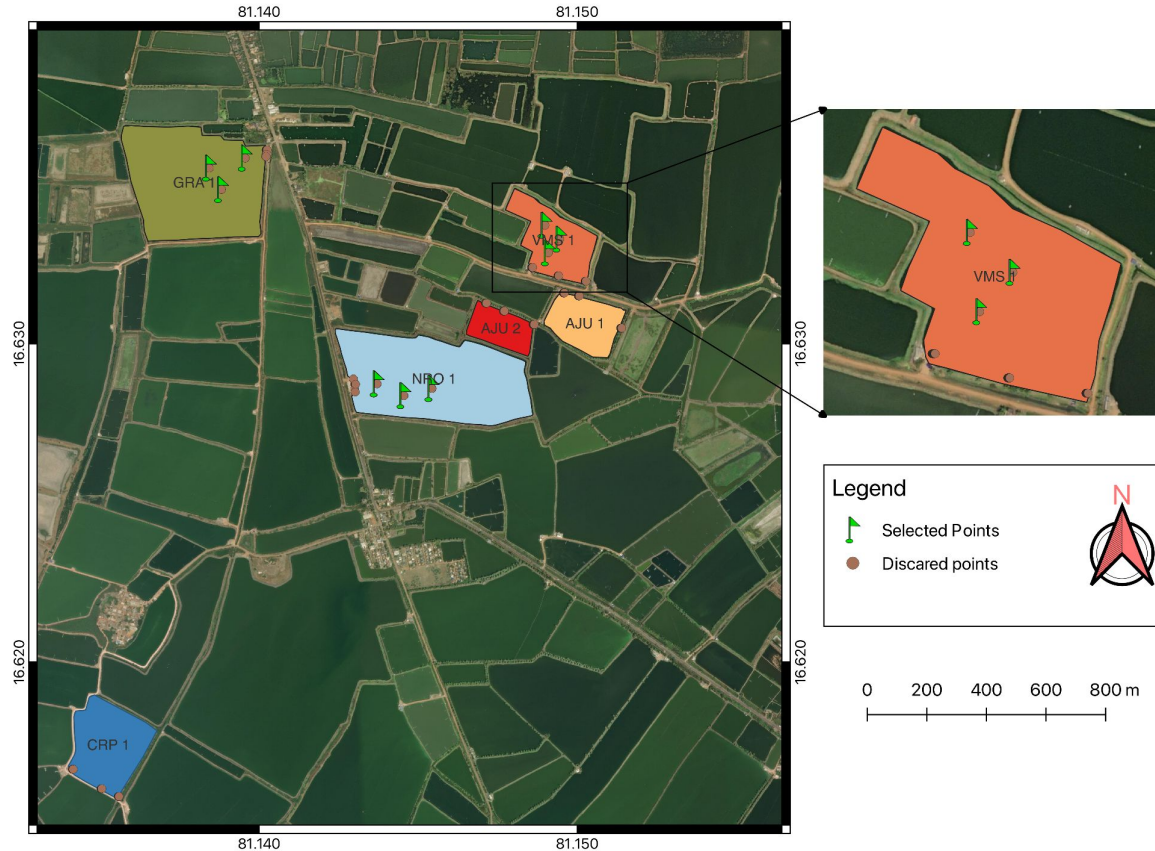 81.140 81.150
GRA 1
VMS 1
VMS 1
16.630 16.630
AJU 2 AJU 1
NRO 1
Legend
N
Selected Points
Discared points
16.620 16.620
0 200 400 600 800 m
CRP 1
81.140 81.150